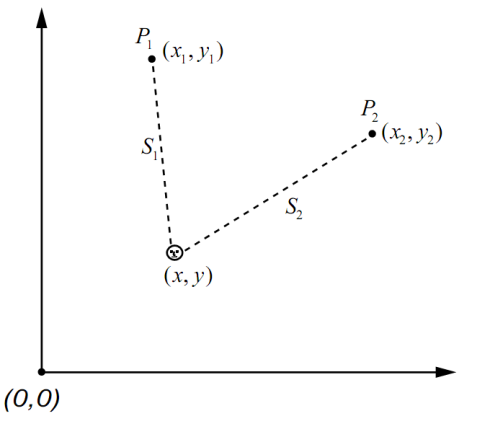 P₁ (x₁, y₁)
P₂ (x₂, y₂)
S₁
S₂
(x, y)
(0,0)